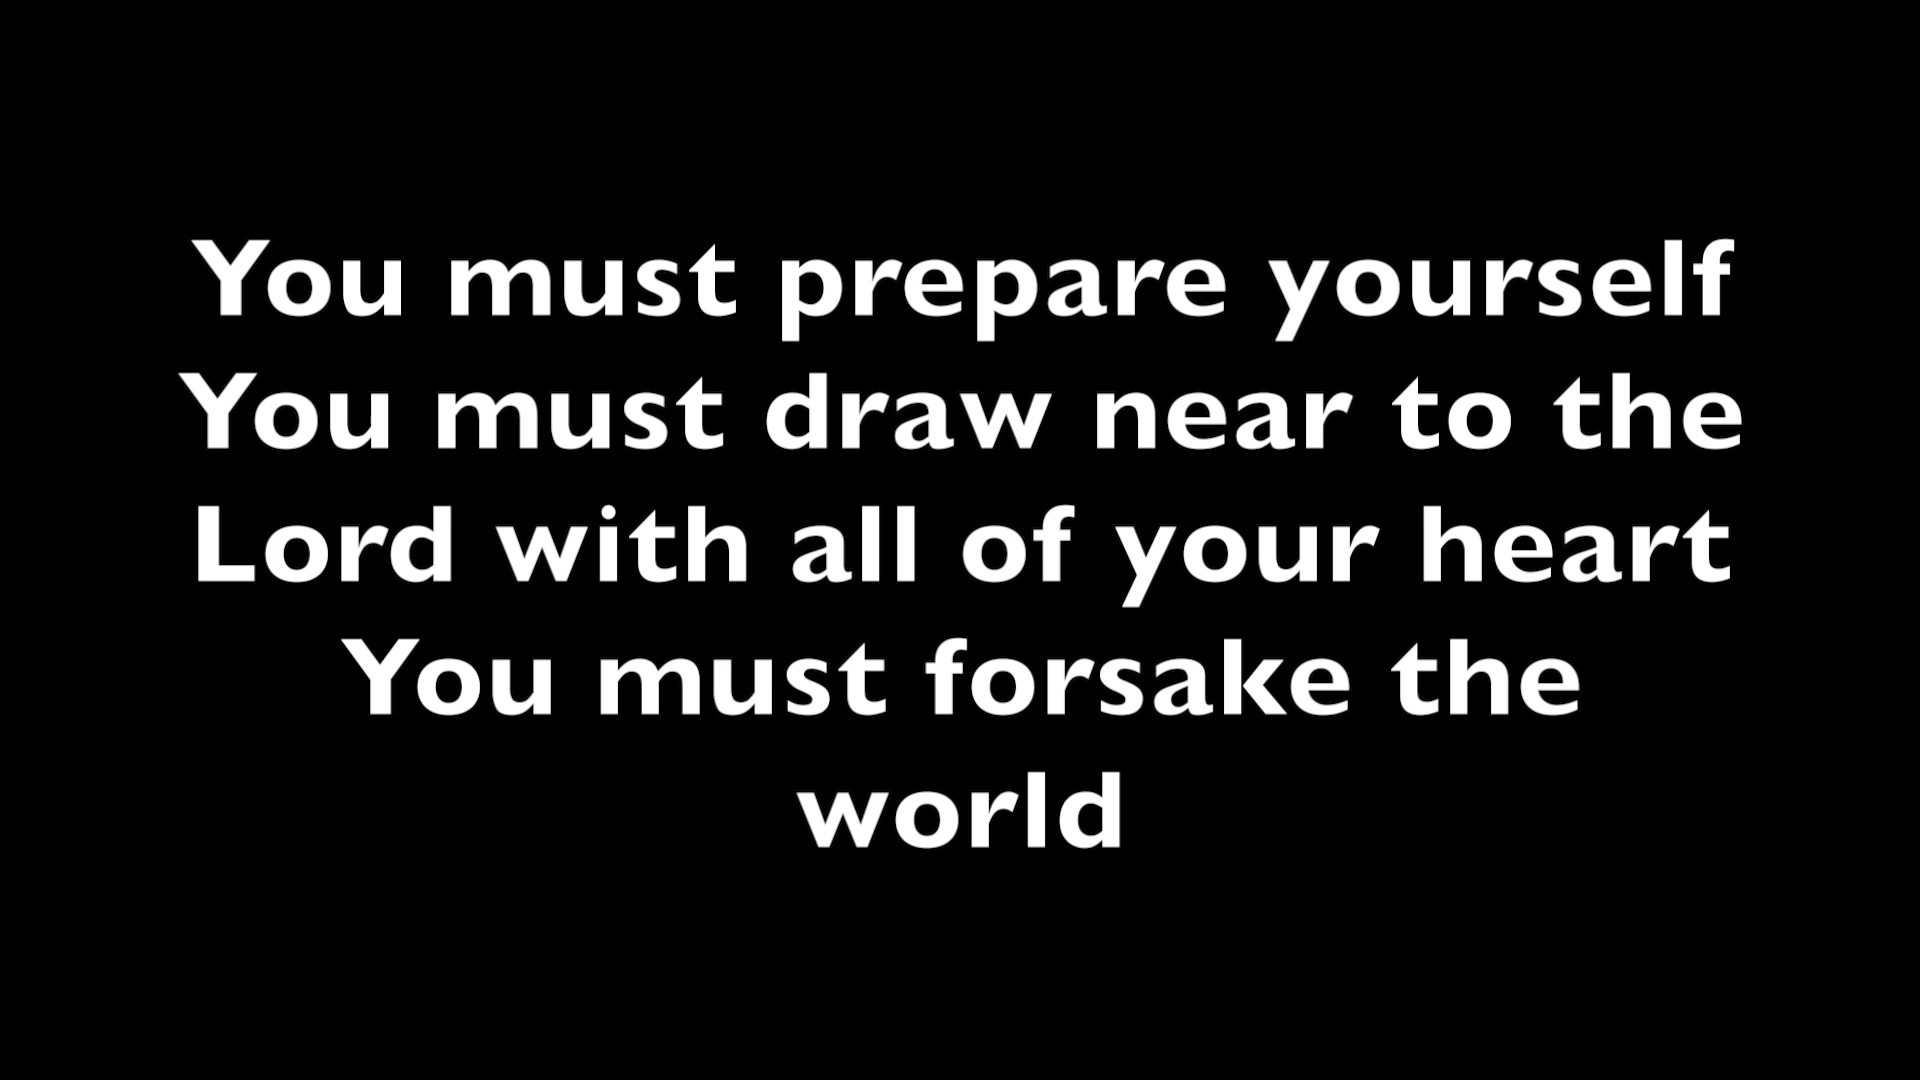 You must prepare yourself
You must draw near to the
Lord with all of your heart
You must forsake the
world